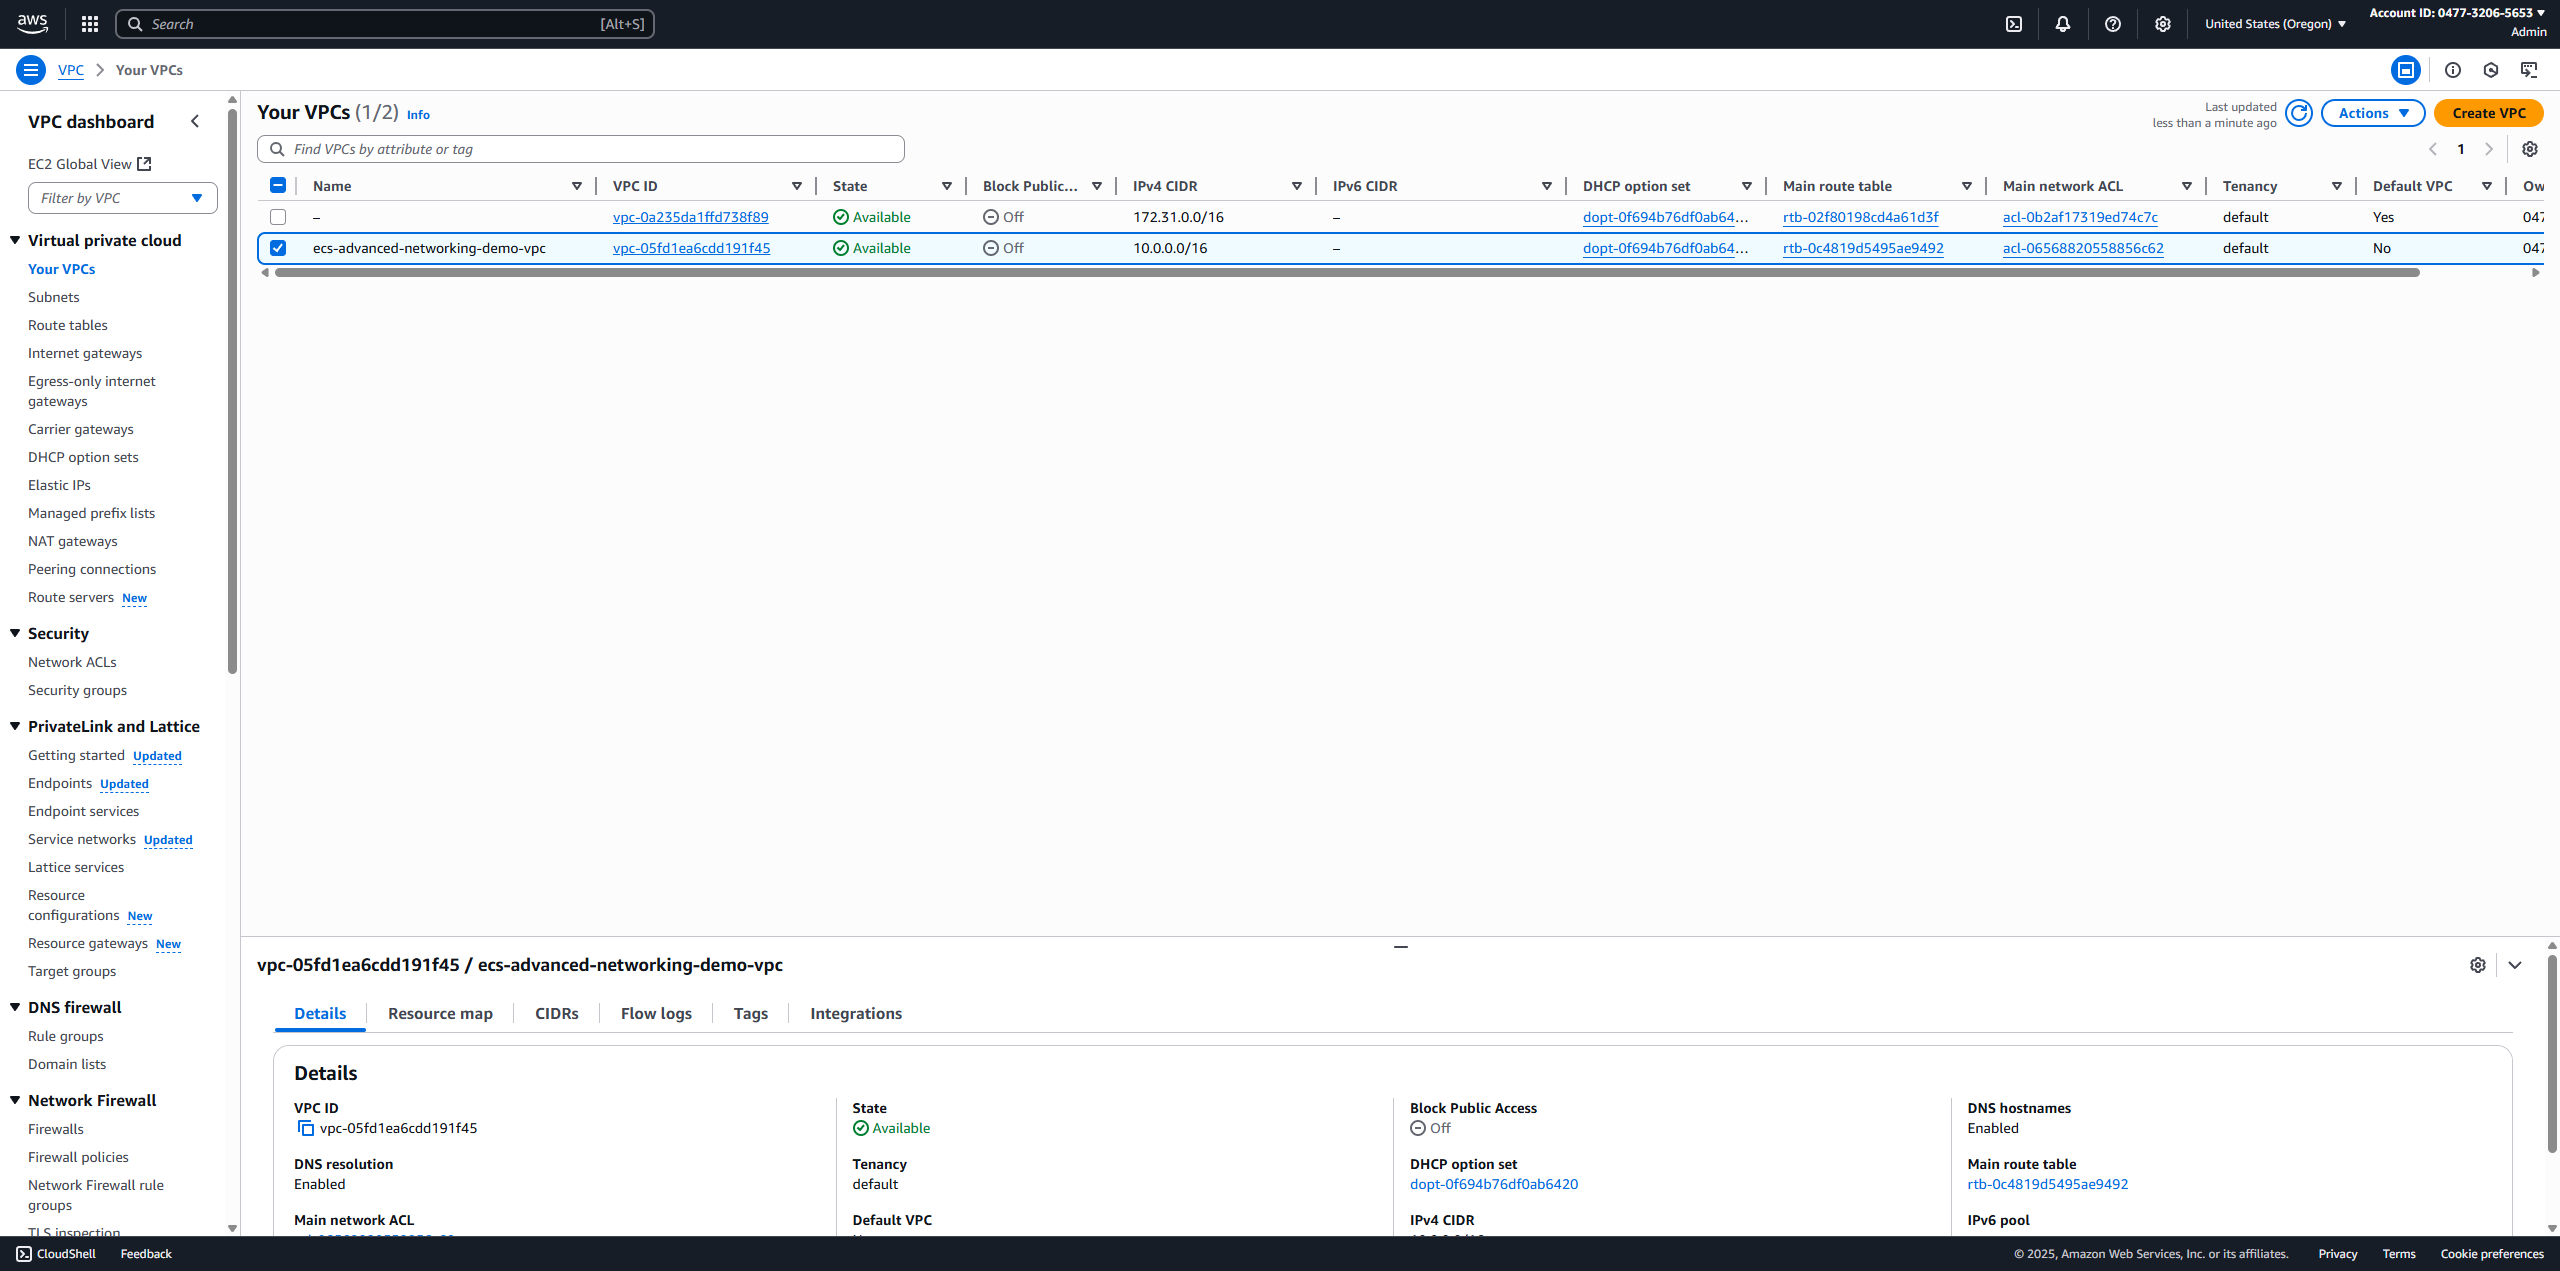 aws
Search
[Alt+S]
United States (Oregon)
Account ID: 0477-3206-5653
Admin
VPC
Your VPCs
VPC dashboard
EC2 Global View
Filter by VPC
Virtual private cloud
Your VPCs
Subnets
Route tables
Internet gateways
Egress-only internet
gateways
Carrier gateways
DHCP option sets
Elastic IPs
Managed prefix lists
NAT gateways
Peering connections
Route servers New
Security
Network ACLs
Security groups
PrivateLink and Lattice
Getting started Updated
Endpoints Updated
Endpoint services
Service networks Updated
Lattice services
Resource
configurations New
Resource gateways New
Target groups
DNS firewall
Rule groups
Domain lists
Network Firewall
Firewalls
Firewall policies
Network Firewall rule
groups
TLS inspection
Your VPCs (1/2) Info
Last updated
less than a minute ago
Actions
Create VPC
Find VPCs by attribute or tag
1
Name VPC ID State Block Public... IPv4 CIDR IPv6 CIDR DHCP option set Main route table Main network ACL Tenancy Default VPC Ow
– vpc-0a235da1ffd738f89 Available Off 172.31.0.0/16 – dopt-0f694b76df0ab64... rtb-02f80198cd4a61d3f acl-0b2af17319ed74c7c default Yes 047
ecs-advanced-networking-demo-vpc vpc-05fd1ea6cdd191f45 Available Off 10.0.0.0/16 – dopt-0f694b76df0ab64... rtb-0c4819d5495ae9492 acl-06568820558856c62 default No 047
vpc-05fd1ea6cdd191f45 / ecs-advanced-networking-demo-vpc
Details Resource map CIDRs Flow logs Tags Integrations
Details
VPC ID
vpc-05fd1ea6cdd191f45
State
Available
Block Public Access
Off
DNS hostnames
Enabled
DNS resolution
Enabled
Tenancy
default
DHCP option set
dopt-0f694b76df0ab6420
Main route table
rtb-0c4819d5495ae9492
Main network ACL
Default VPC
IPv4 CIDR
IPv6 pool
CloudShell
Feedback
© 2025, Amazon Web Services, Inc. or its affiliates.
Privacy
Terms
Cookie preferences